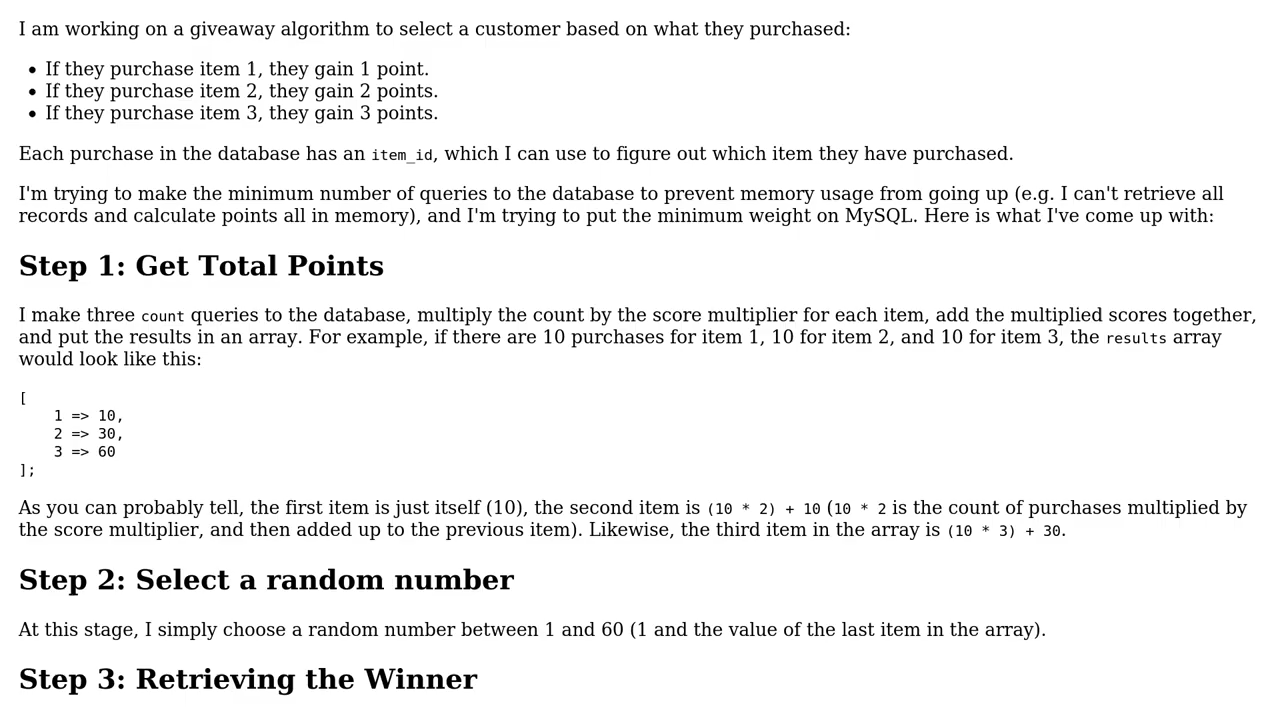 I am working on a giveaway algorithm to select a customer based on what they purchased:
• If they purchase item 1, they gain 1 point.
• If they purchase item 2, they gain 2 points.
• If they purchase item 3, they gain 3 points.
Each purchase in the database has an item_id, which I can use to figure out which item they have purchased.
I'm trying to make the minimum number of queries to the database to prevent memory usage from going up (e.g. I can't retrieve all
records and calculate points all in memory), and I'm trying to put the minimum weight on MySQL. Here is what I've come up with:
Step 1: Get Total Points
I make three count queries to the database, multiply the count by the score multiplier for each item, add the multiplied scores together,
and put the results in an array. For example, if there are 10 purchases for item 1, 10 for item 2, and 10 for item 3, the results array
would look like this:
[
    1 => 10,
    2 => 30,
    3 => 60
];
As you can probably tell, the first item is just itself (10), the second item is (10 * 2) + 10 (10 * 2 is the count of purchases multiplied by
the score multiplier, and then added up to the previous item). Likewise, the third item in the array is (10 * 3) + 30.
Step 2: Select a random number
At this stage, I simply choose a random number between 1 and 60 (1 and the value of the last item in the array).
Step 3: Retrieving the Winner